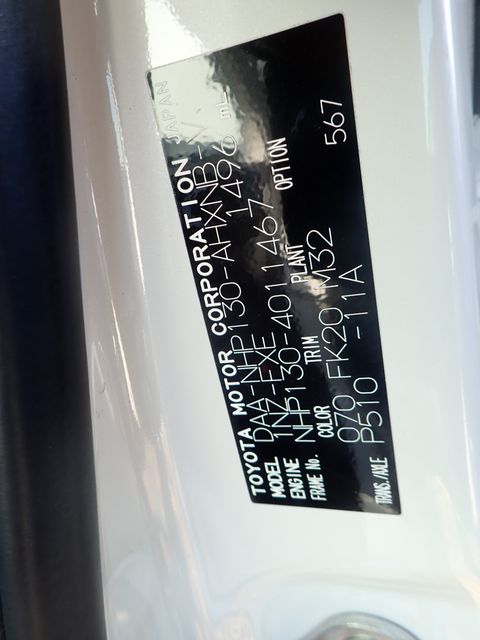 TOYOTA MOTOR CORPORATION JAPAN
MODEL DAA-NHP130-AHXNB-
ENGINE 1NZ-FXE 1496 mL
FRAME No. NHP130-4011467
COLOR TRIM PLANT OPTION
070 FK20 M32 567
TRANS./AXLE P510 -11A